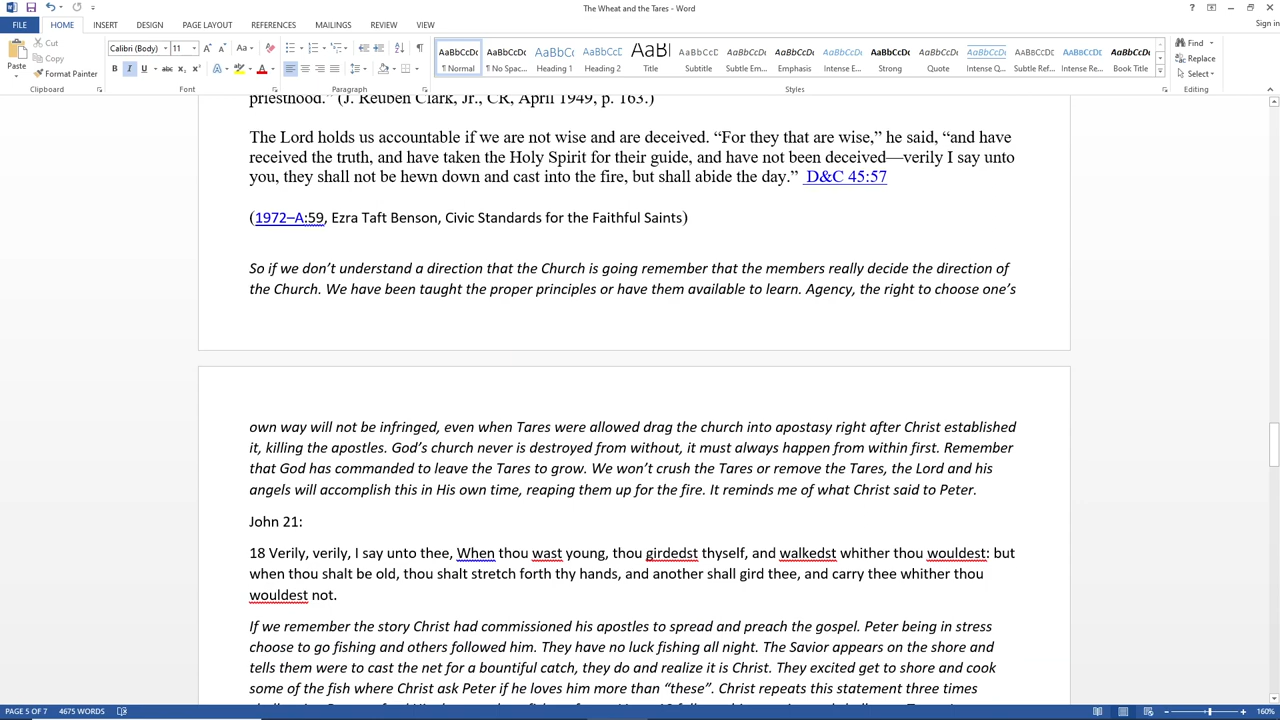 The Wheat and the Tares - Word
FILE HOME INSERT DESIGN PAGE LAYOUT REFERENCES MAILINGS REVIEW VIEW
Sign in
Paste
Cut
Copy
Format Painter
Clipboard
Calibri (Body) 11
Font
Paragraph
AaBbCcDc AaBbCcDc AaBbC AaBbCc AaBl AaBbCcD AaBbCcDc AaBbCcDc AaBbCcDc AaBbCcDc AaBbCcDc AaBbCcDc AaBbCcDc AaBbCcDc AaBbCcDc
¶ Normal ¶ No Spac... Heading 1 Heading 2 Title Subtitle Subtle Em... Emphasis Intense E... Strong Quote Intense Q... Subtle Ref... Intense Re... Book Title
Styles
Find
Replace
Select
Editing
priesthood.” (J. Reuben Clark, Jr., CR, April 1949, p. 163.)
The Lord holds us accountable if we are not wise and are deceived. “For they that are wise,” he said, “and have
received the truth, and have taken the Holy Spirit for their guide, and have not been deceived—verily I say unto
you, they shall not be hewn down and cast into the fire, but shall abide the day.” D&C 45:57
(1972–A:59, Ezra Taft Benson, Civic Standards for the Faithful Saints)
So if we don’t understand a direction that the Church is going remember that the members really decide the direction of
the Church. We have been taught the proper principles or have them available to learn. Agency, the right to choose one’s
own way will not be infringed, even when Tares were allowed drag the church into apostasy right after Christ established
it, killing the apostles. God’s church never is destroyed from without, it must always happen from within first. Remember
that God has commanded to leave the Tares to grow. We won’t crush the Tares or remove the Tares, the Lord and his
angels will accomplish this in His own time, reaping them up for the fire. It reminds me of what Christ said to Peter.
John 21:
18 Verily, verily, I say unto thee, When thou wast young, thou girdedst thyself, and walkedst whither thou wouldest: but
when thou shalt be old, thou shalt stretch forth thy hands, and another shall gird thee, and carry thee whither thou
wouldest not.
If we remember the story Christ had commissioned his apostles to spread and preach the gospel. Peter being in stress
choose to go fishing and others followed him. They have no luck fishing all night. The Savior appears on the shore and
tells them were to cast the net for a bountiful catch, they do and realize it is Christ. They excited get to shore and cook
some of the fish where Christ ask Peter if he loves him more than “these”. Christ repeats this statement three times
PAGE 5 OF 7 4675 WORDS
160%